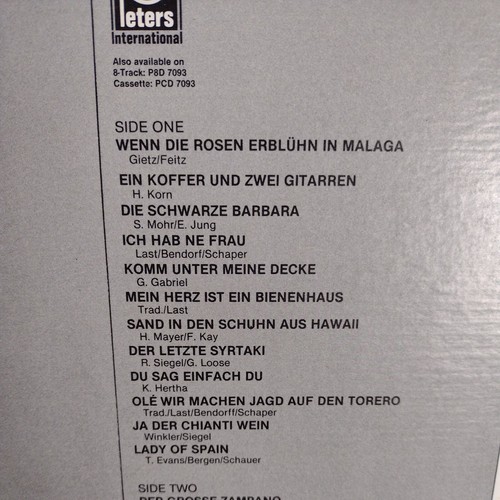 Peters
International
Also available on
8-Track: P8D 7093
Cassette: PCD 7093
SIDE ONE
WENN DIE ROSEN ERBLÜHN IN MALAGA
Gietz/Feitz
EIN KOFFER UND ZWEI GITARREN
H. Korn
DIE SCHWARZE BARBARA
S. Mohr/E. Jung
ICH HAB NE FRAU
Last/Bendorf/Schaper
KOMM UNTER MEINE DECKE
G. Gabriel
MEIN HERZ IST EIN BIENENHAUS
Trad./Last
SAND IN DEN SCHUHN AUS HAWAII
H. Mayer/F. Kay
DER LETZTE SYRTAKI
R. Siegel/G. Loose
DU SAG EINFACH DU
K. Hertha
OLÉ WIR MACHEN JAGD AUF DEN TORERO
Trad./Last/Bendorff/Schaper
JA DER CHIANTI WEIN
Winkler/Siegel
LADY OF SPAIN
T. Evans/Bergen/Schauer
SIDE TWO
DER GROSSE ZAMPANO